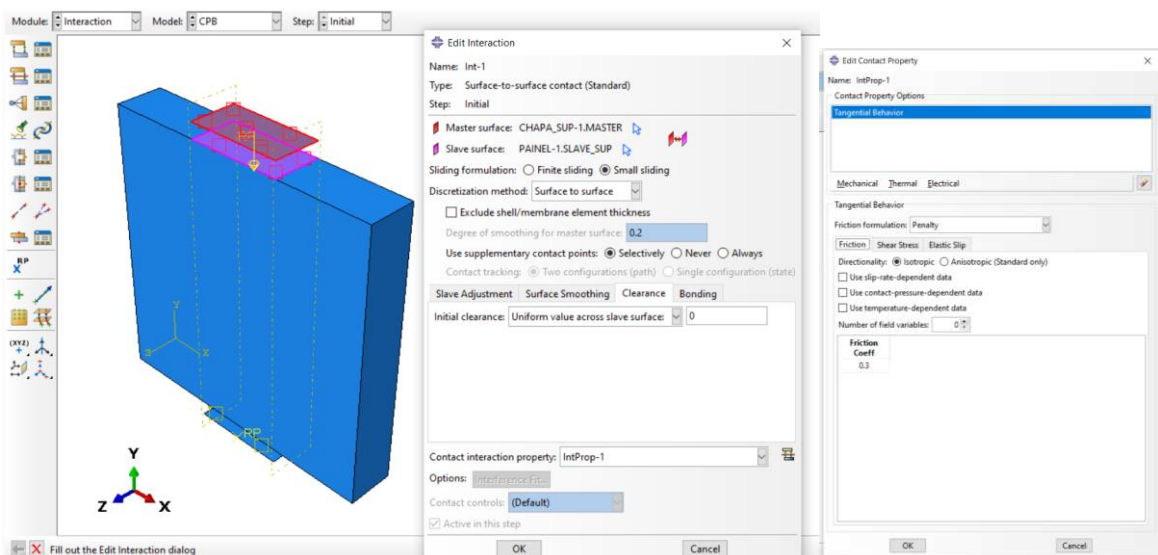 Module: Interaction Model: CPB Step: Initial
RP
(XYZ)
Y
Z X
RP
Y
Z X
Fill out the Edit Interaction dialog
Edit Interaction
Name: Int-1
Type: Surface-to-surface contact (Standard)
Step: Initial
Master surface: CHAPA_SUP-1.MASTER
Slave surface: PAINEL-1.SLAVE_SUP
Sliding formulation: Finite sliding Small sliding
Discretization method: Surface to surface
Exclude shell/membrane element thickness
Degree of smoothing for master surface: 0.2
Use supplementary contact points: Selectively Never Always
Contact tracking: Two configurations (path) Single configuration (state)
Slave Adjustment Surface Smoothing Clearance Bonding
Initial clearance: Uniform value across slave surface: 0
Contact interaction property: IntProp-1
Options: Interference Fit...
Contact controls: (Default)
Active in this step
OK Cancel
Edit Contact Property
Name: IntProp-1
Contact Property Options
Tangential Behavior
Mechanical Thermal Electrical
Tangential Behavior
Friction formulation: Penalty
Friction Shear Stress Elastic Slip
Directionality: Isotropic Anisotropic (Standard only)
Use slip-rate-dependent data
Use contact-pressure-dependent data
Use temperature-dependent data
Number of field variables: 0
Friction
Coeff
0.3
OK Cancel